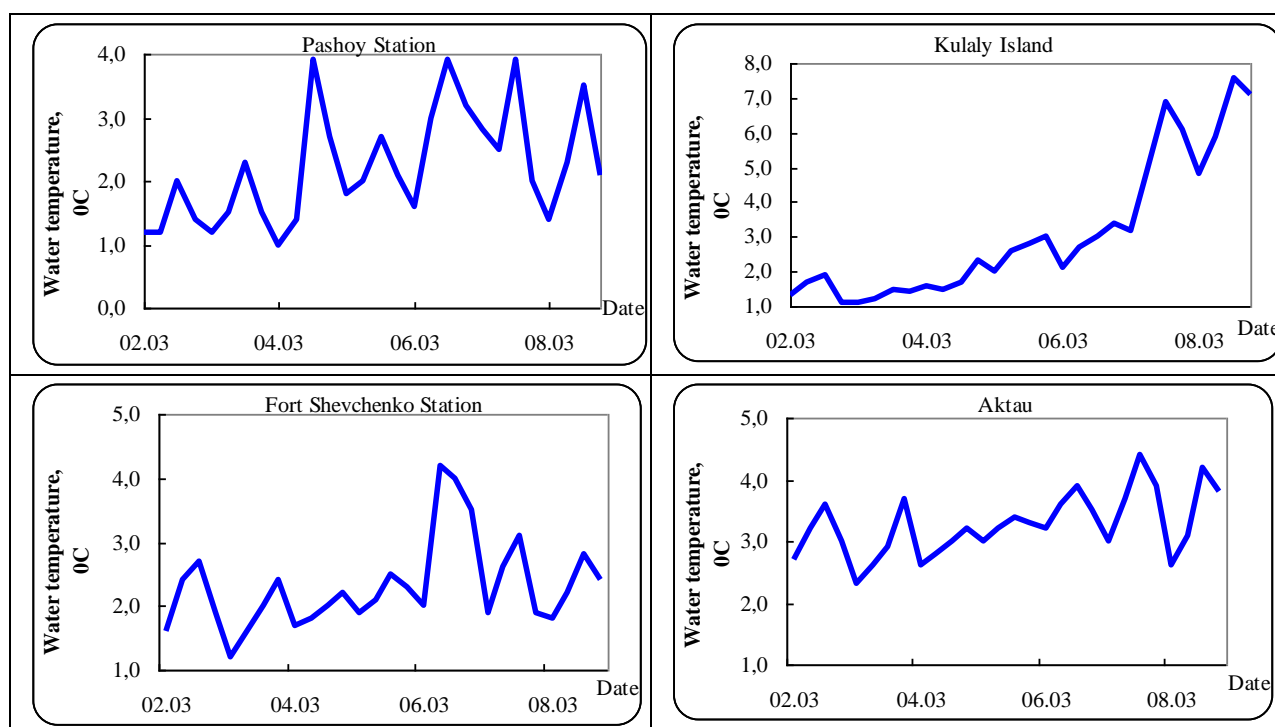 Pashoy Station
4,0
3,0
2,0
1,0
0,0
Water temperature,
0C
Date
02.03
04.03
06.03
08.03
Kulaly Island
8,0
7,0
6,0
5,0
4,0
3,0
2,0
1,0
Water temperature,
0C
Date
02.03
04.03
06.03
08.03
Fort Shevchenko Station
5,0
4,0
3,0
2,0
1,0
Water temperature,
0C
Date
02.03
04.03
06.03
08.03
Aktau
5,0
4,0
3,0
2,0
1,0
Water temperature,
0C
Date
02.03
04.03
06.03
08.03